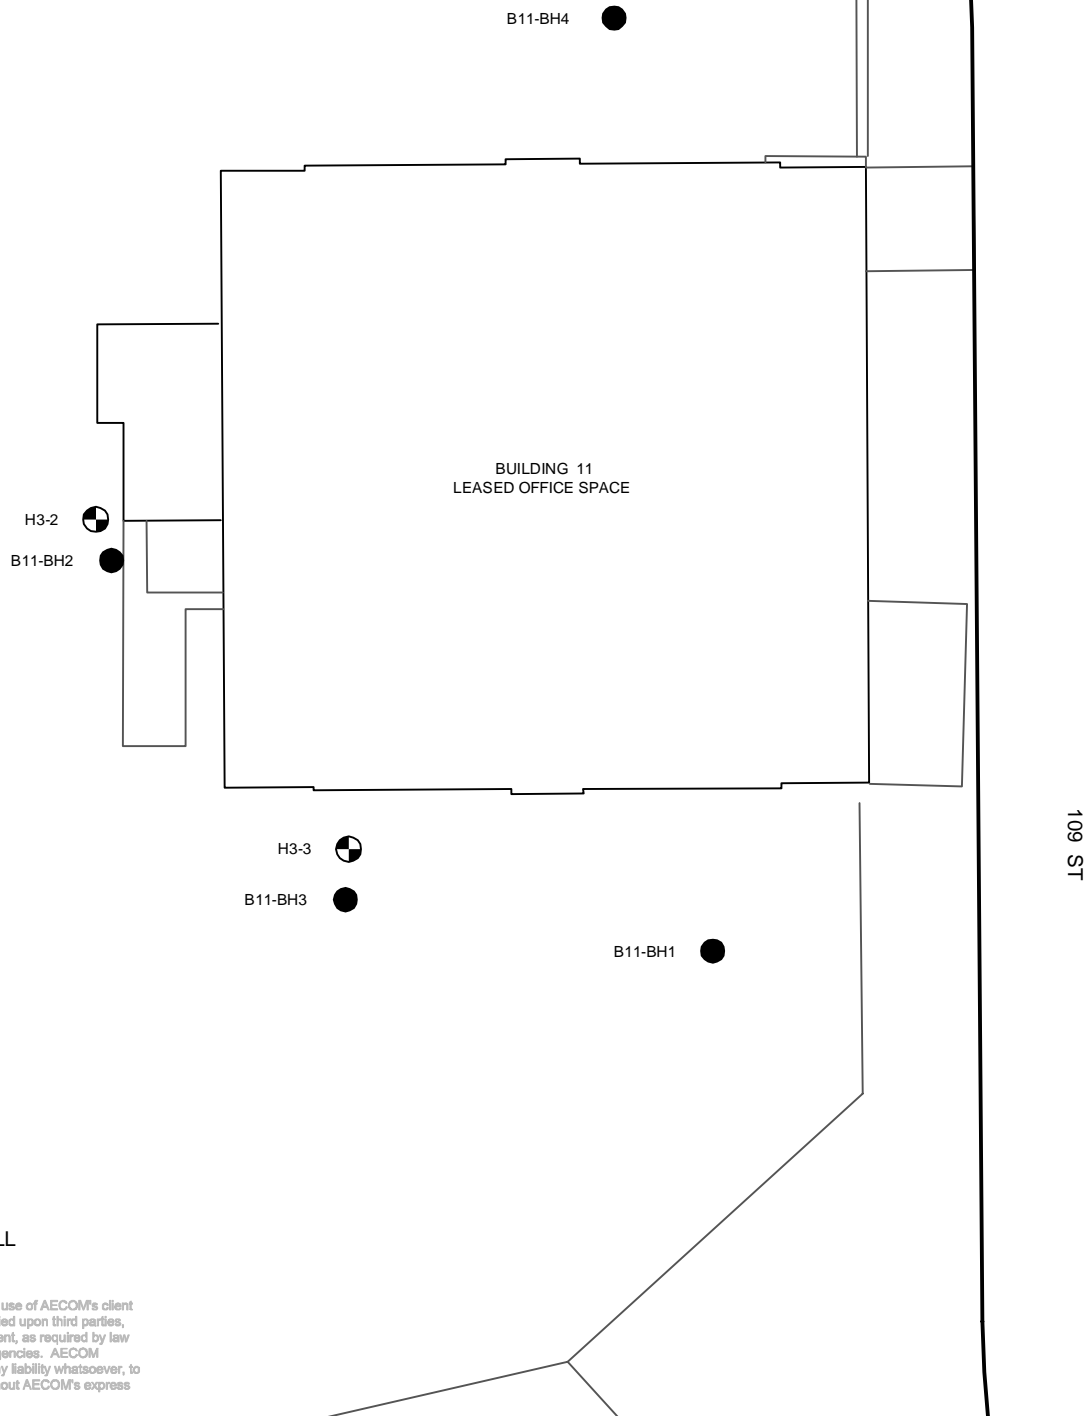 B11-BH4
BUILDING 11
LEASED OFFICE SPACE
H3-2
B11-BH2
109 ST
H3-3
B11-BH3
B11-BH1
LL
use of AECOM's client
ied upon third parties,
ent, as required by law
gencies. AECOM
y liability whatsoever, to
out AECOM's express